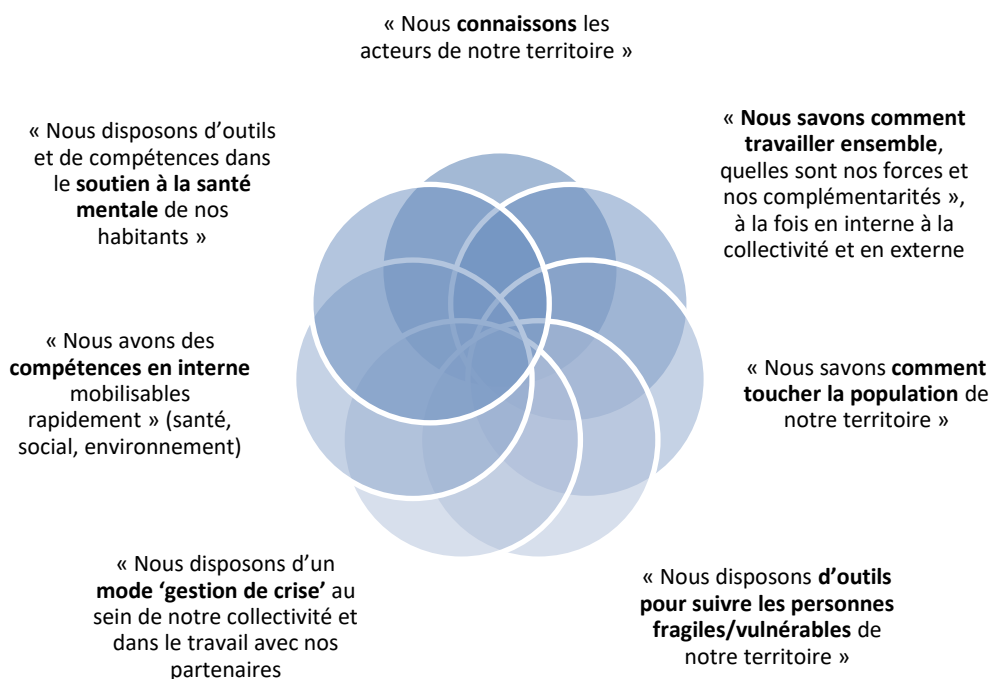 « Nous connaissons les
acteurs de notre territoire »
« Nous savons comment
travailler ensemble,
quelles sont nos forces et
nos complémentarités »,
à la fois en interne à la
collectivité et en externe
« Nous savons comment
toucher la population de
notre territoire »
« Nous disposons d’outils
pour suivre les personnes
fragiles/vulnérables de
notre territoire »
« Nous disposons d’un
mode ‘gestion de crise’ au
sein de notre collectivité et
dans le travail avec nos
partenaires
« Nous avons des
compétences en interne
mobilisables
rapidement » (santé,
social, environnement)
« Nous disposons d’outils
et de compétences dans
le soutien à la santé
mentale de nos
habitants »